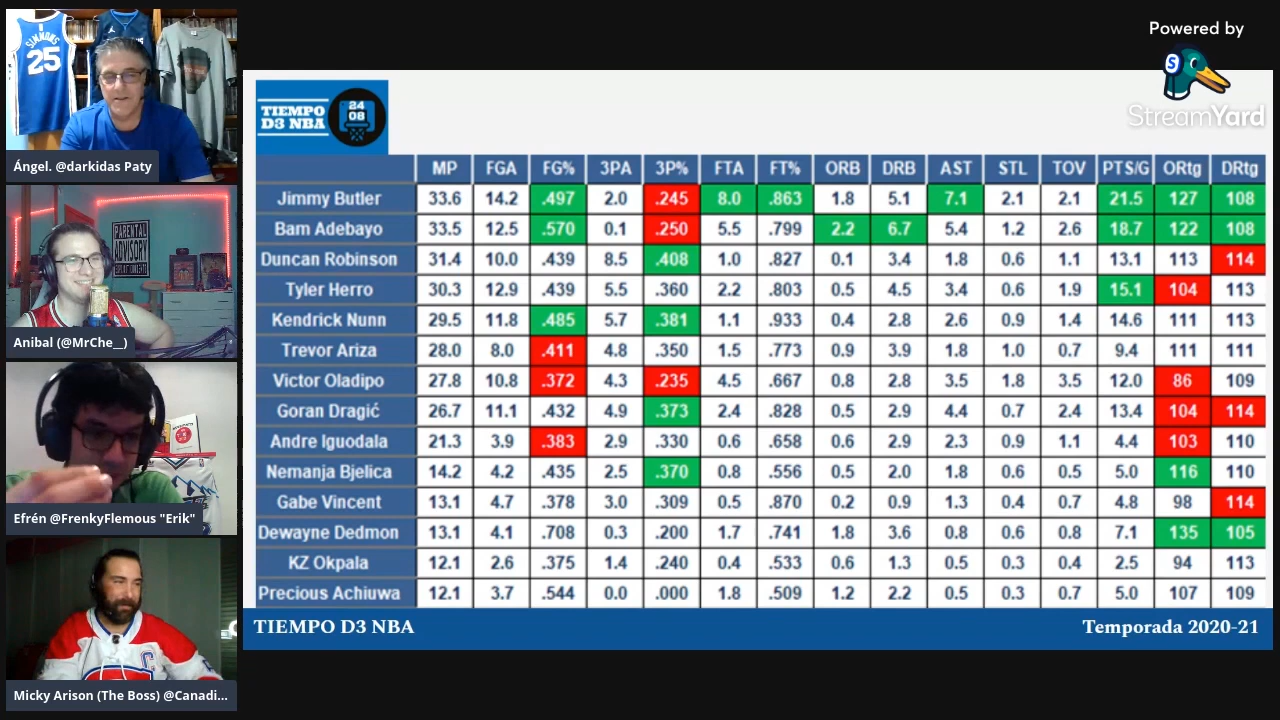 SIMMONS
25
Ángel. @darkidas Paty
PARENTAL
ADVISORY
EXPLICIT CONTENT
Anibal (@MrChe__)
Efrén @FrenkyFlemous "Erik"
C
Micky Arison (The Boss) @Canadi...
Powered by
S
StreamYard
TIEMPO
D3 NBA
24
08
MP FGA FG% 3PA 3P% FTA FT% ORB DRB AST STL TOV PTS/G ORtg DRtg
Jimmy Butler 33.6 14.2 .497 2.0 .245 8.0 .863 1.8 5.1 7.1 2.1 2.1 21.5 127 108
Bam Adebayo 33.5 12.5 .570 0.1 .250 5.5 .799 2.2 6.7 5.4 1.2 2.6 18.7 122 108
Duncan Robinson 31.4 10.0 .439 8.5 .408 1.0 .827 0.1 3.4 1.8 0.6 1.1 13.1 113 114
Tyler Herro 30.3 12.9 .439 5.5 .360 2.2 .803 0.5 4.5 3.4 0.6 1.9 15.1 104 113
Kendrick Nunn 29.5 11.8 .485 5.7 .381 1.1 .933 0.4 2.8 2.6 0.9 1.4 14.6 111 113
Trevor Ariza 28.0 8.0 .411 4.8 .350 1.5 .773 0.9 3.9 1.8 1.0 0.7 9.4 111 111
Victor Oladipo 27.8 10.8 .372 4.3 .235 4.5 .667 0.8 2.8 3.5 1.8 3.5 12.0 86 109
Goran Dragić 26.7 11.1 .432 4.9 .373 2.4 .828 0.5 2.9 4.4 0.7 2.4 13.4 104 114
Andre Iguodala 21.3 3.9 .383 2.9 .330 0.6 .658 0.6 2.9 2.3 0.9 1.1 4.4 103 110
Nemanja Bjelica 14.2 4.2 .435 2.5 .370 0.8 .556 0.5 2.0 1.8 0.6 0.5 5.0 116 110
Gabe Vincent 13.1 4.7 .378 3.0 .309 0.5 .870 0.2 0.9 1.3 0.4 0.7 4.8 98 114
Dewayne Dedmon 13.1 4.1 .708 0.3 .200 1.7 .741 1.8 3.6 0.8 0.6 0.8 7.1 135 105
KZ Okpala 12.1 2.6 .375 1.4 .240 0.4 .533 0.6 1.3 0.5 0.3 0.4 2.5 94 113
Precious Achiuwa 12.1 3.7 .544 0.0 .000 1.8 .509 1.2 2.2 0.5 0.3 0.7 5.0 107 109
TIEMPO D3 NBA
Temporada 2020-21